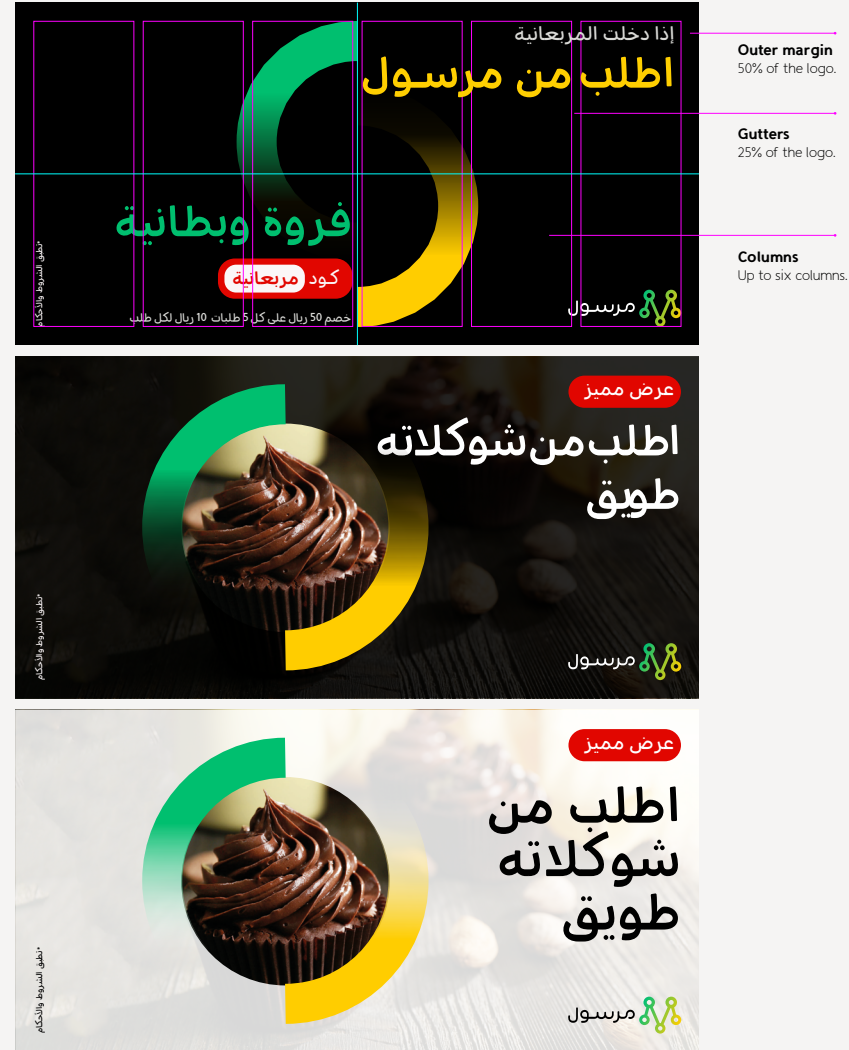 إذا دخلت المربعانية
اطلب من مرسول
فروة وبطانية
كود مربعانية
خصم 50 ريال على كل 5 طلبات 10 ريال لكل طلب
*تطبق الشروط والأحكام
مرسول
Outer margin
50% of the logo.
Gutters
25% of the logo.
Columns
Up to six columns.
عرض مميز
اطلب من شوكلاته
طويق
*تطبق الشروط والأحكام
مرسول
عرض مميز
اطلب من
شوكلاته
طويق
*تطبق الشروط والأحكام
مرسول